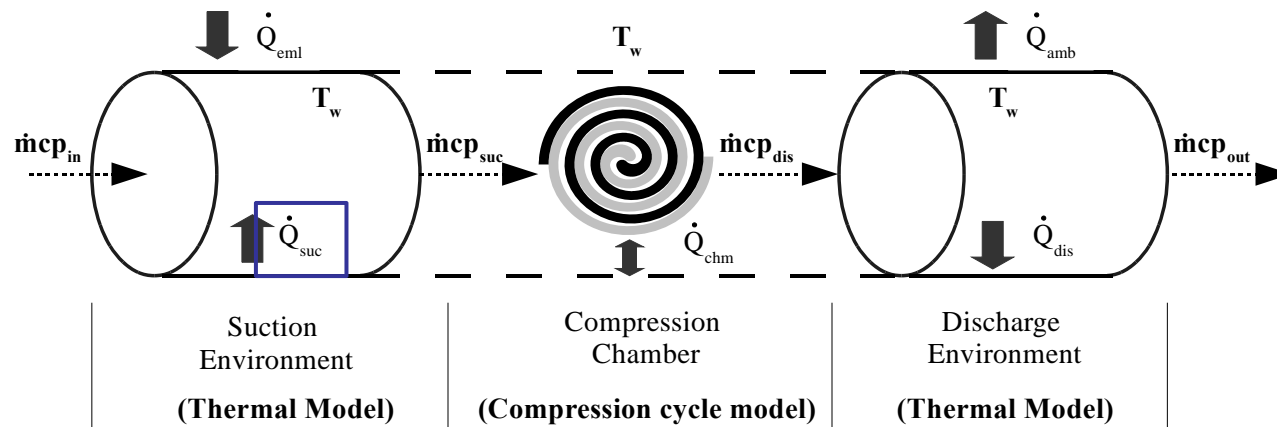 Q̇eml
Tw
Q̇amb
Tw
Tw
ṁcpin
ṁcpsuc
ṁcpdis
ṁcpout
Q̇suc
Q̇chm
Q̇dis
Suction
Environment
(Thermal Model)
Compression
Chamber
(Compression cycle model)
Discharge
Environment
(Thermal Model)